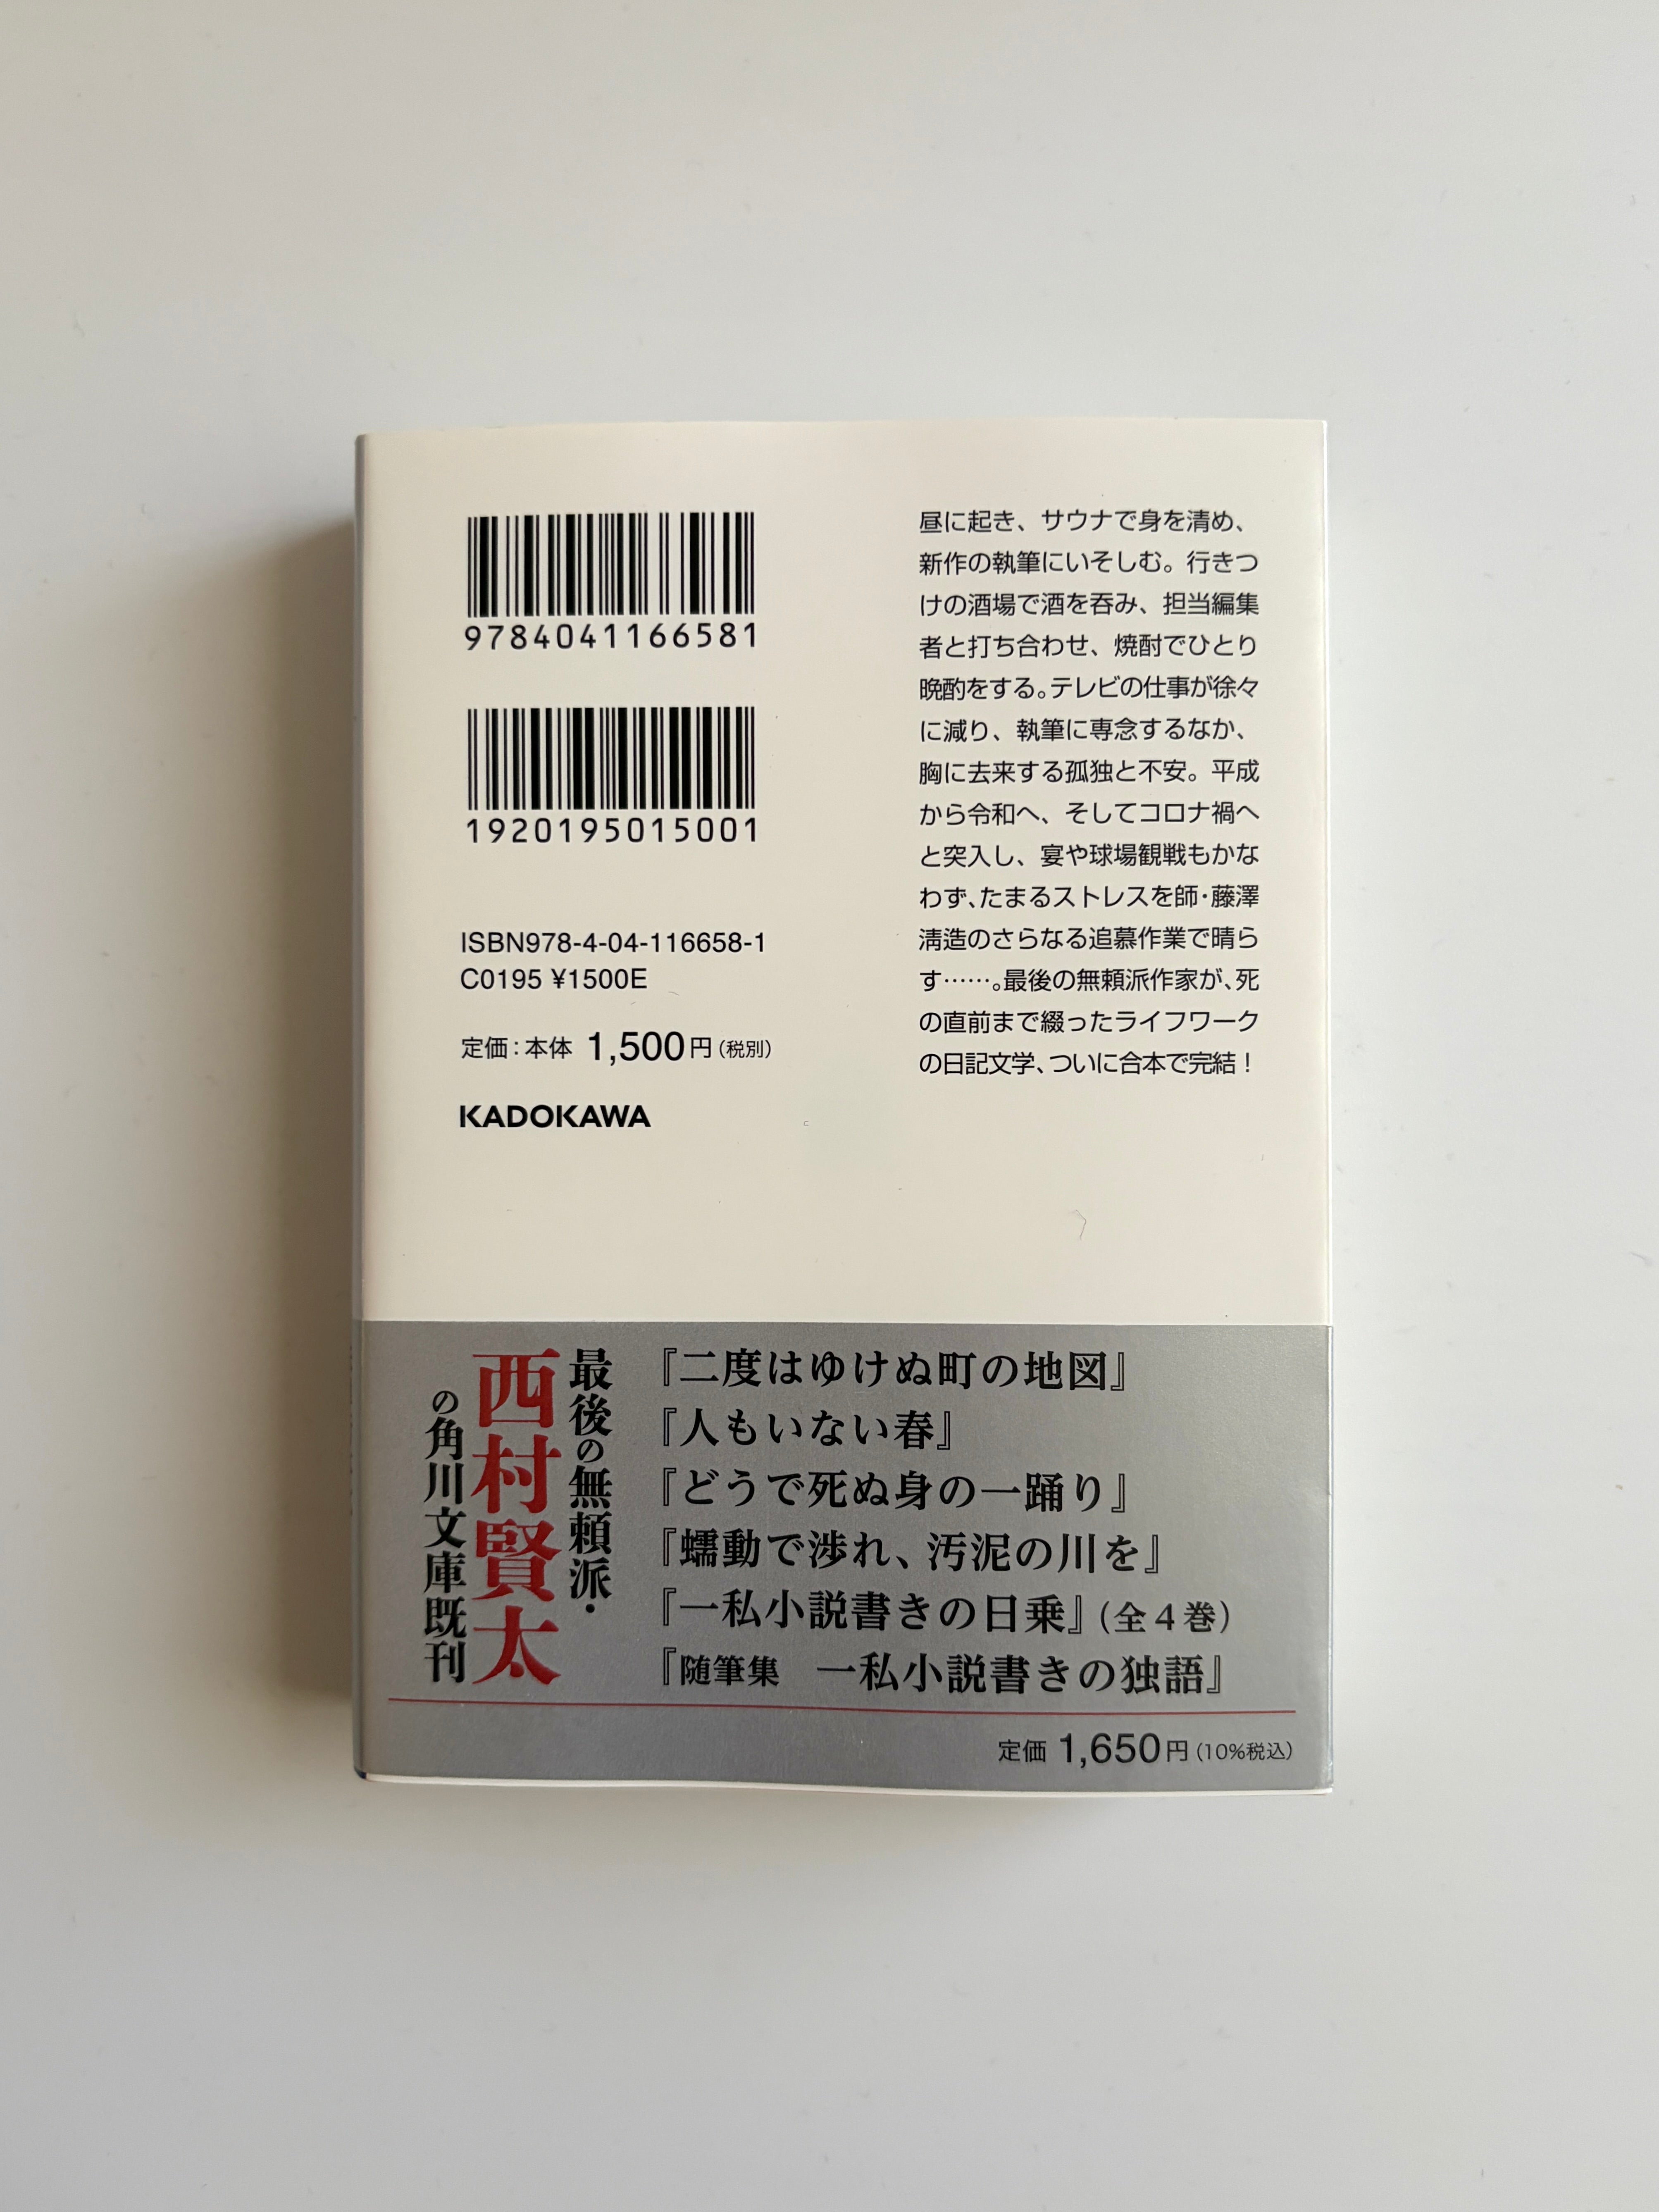 9784041166581
1920195015001
ISBN978-4-04-116658-1
C0195 ¥1500E
定価：本体 1,500円（税別）
KADOKAWA
昼に起き、サウナで身を清め、
新作の執筆にいそしむ。行きつ
けの酒場で酒を呑み、担当編集
者と打ち合わせ、焼酎でひとり
晩酌をする。テレビの仕事が徐々
に減り、執筆に専念するなか、
胸に去来する孤独と不安。平成
から令和へ、そしてコロナ禍へ
と突入し、宴や球場観戦もかな
わず、たまるストレスを師・藤澤
淸造のさらなる追慕作業で晴ら
す……。最後の無頼派作家が、死
の直前まで綴ったライフワーク
の日記文学、ついに合本で完結！
最後の無頼派・
西村賢太
の角川文庫既刊
『二度はゆけぬ町の地図』
『人もいない春』
『どうで死ぬ身の一踊り』
『蠕動で渉れ、汚泥の川を』
『一私小説書きの日乗』（全４巻）
『随筆集　一私小説書きの独語』
定価 1,650円（10%税込）